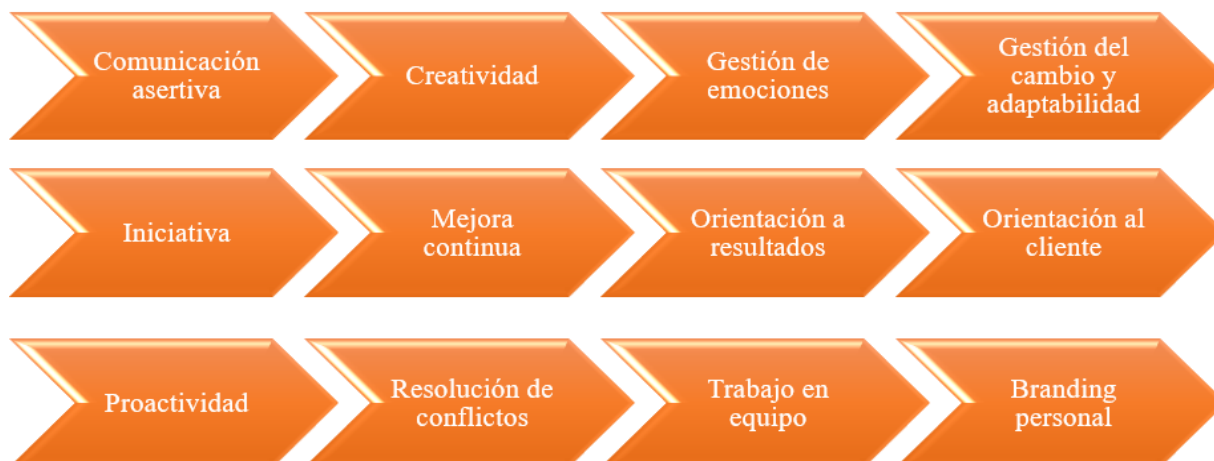 Comunicación
asertiva
Creatividad
Gestión de
emociones
Gestión del
cambio y
adaptabilidad
Iniciativa
Mejora
continua
Orientación a
resultados
Orientación al
cliente
Proactividad
Resolución de
conflictos
Trabajo en
equipo
Branding
personal